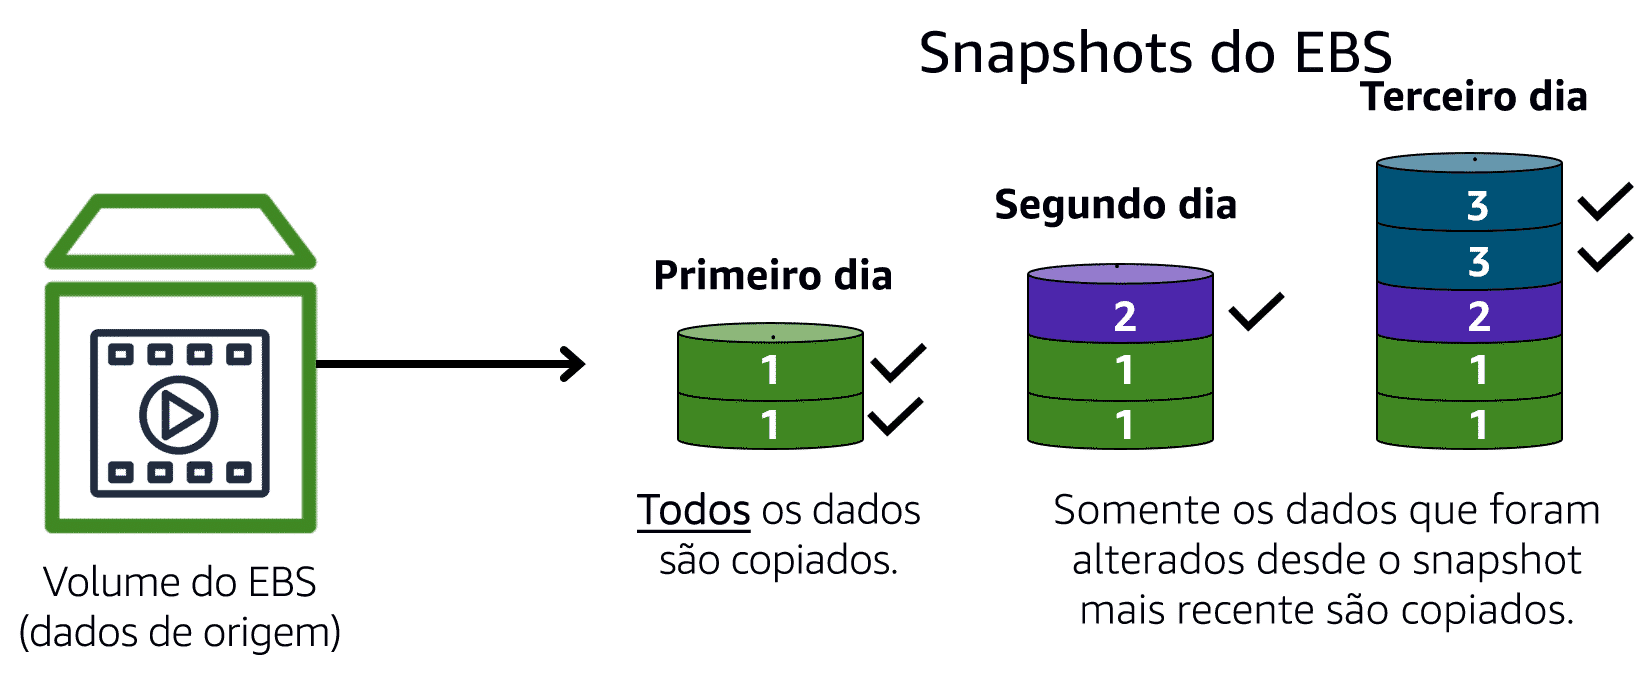 Snapshots do EBS
Terceiro dia
Segundo dia
Primeiro dia
1
1
2
1
1
3
3
2
1
1
Todos os dados
são copiados.
Somente os dados que foram
alterados desde o snapshot
mais recente são copiados.
Volume do EBS
(dados de origem)